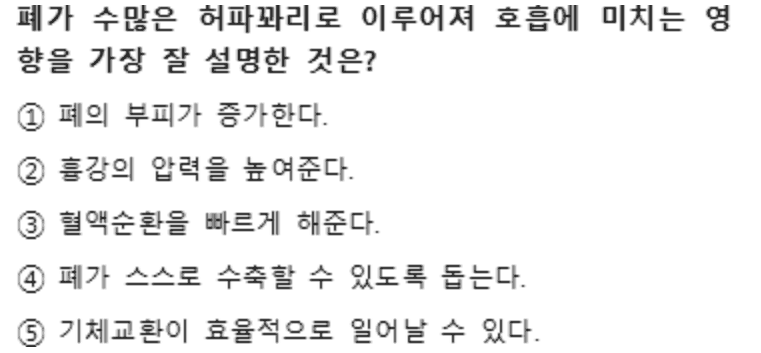 폐가 수많은 허파꽈리로 이루어져 호흡에 미치는 영
향을 가장 잘 설명한 것은?
① 폐의 부피가 증가한다.
② 흉강의 압력을 높여준다.
③ 혈액순환을 빠르게 해준다.
④ 폐가 스스로 수축할 수 있도록 돕는다.
⑤ 기체교환이 효율적으로 일어날 수 있다.